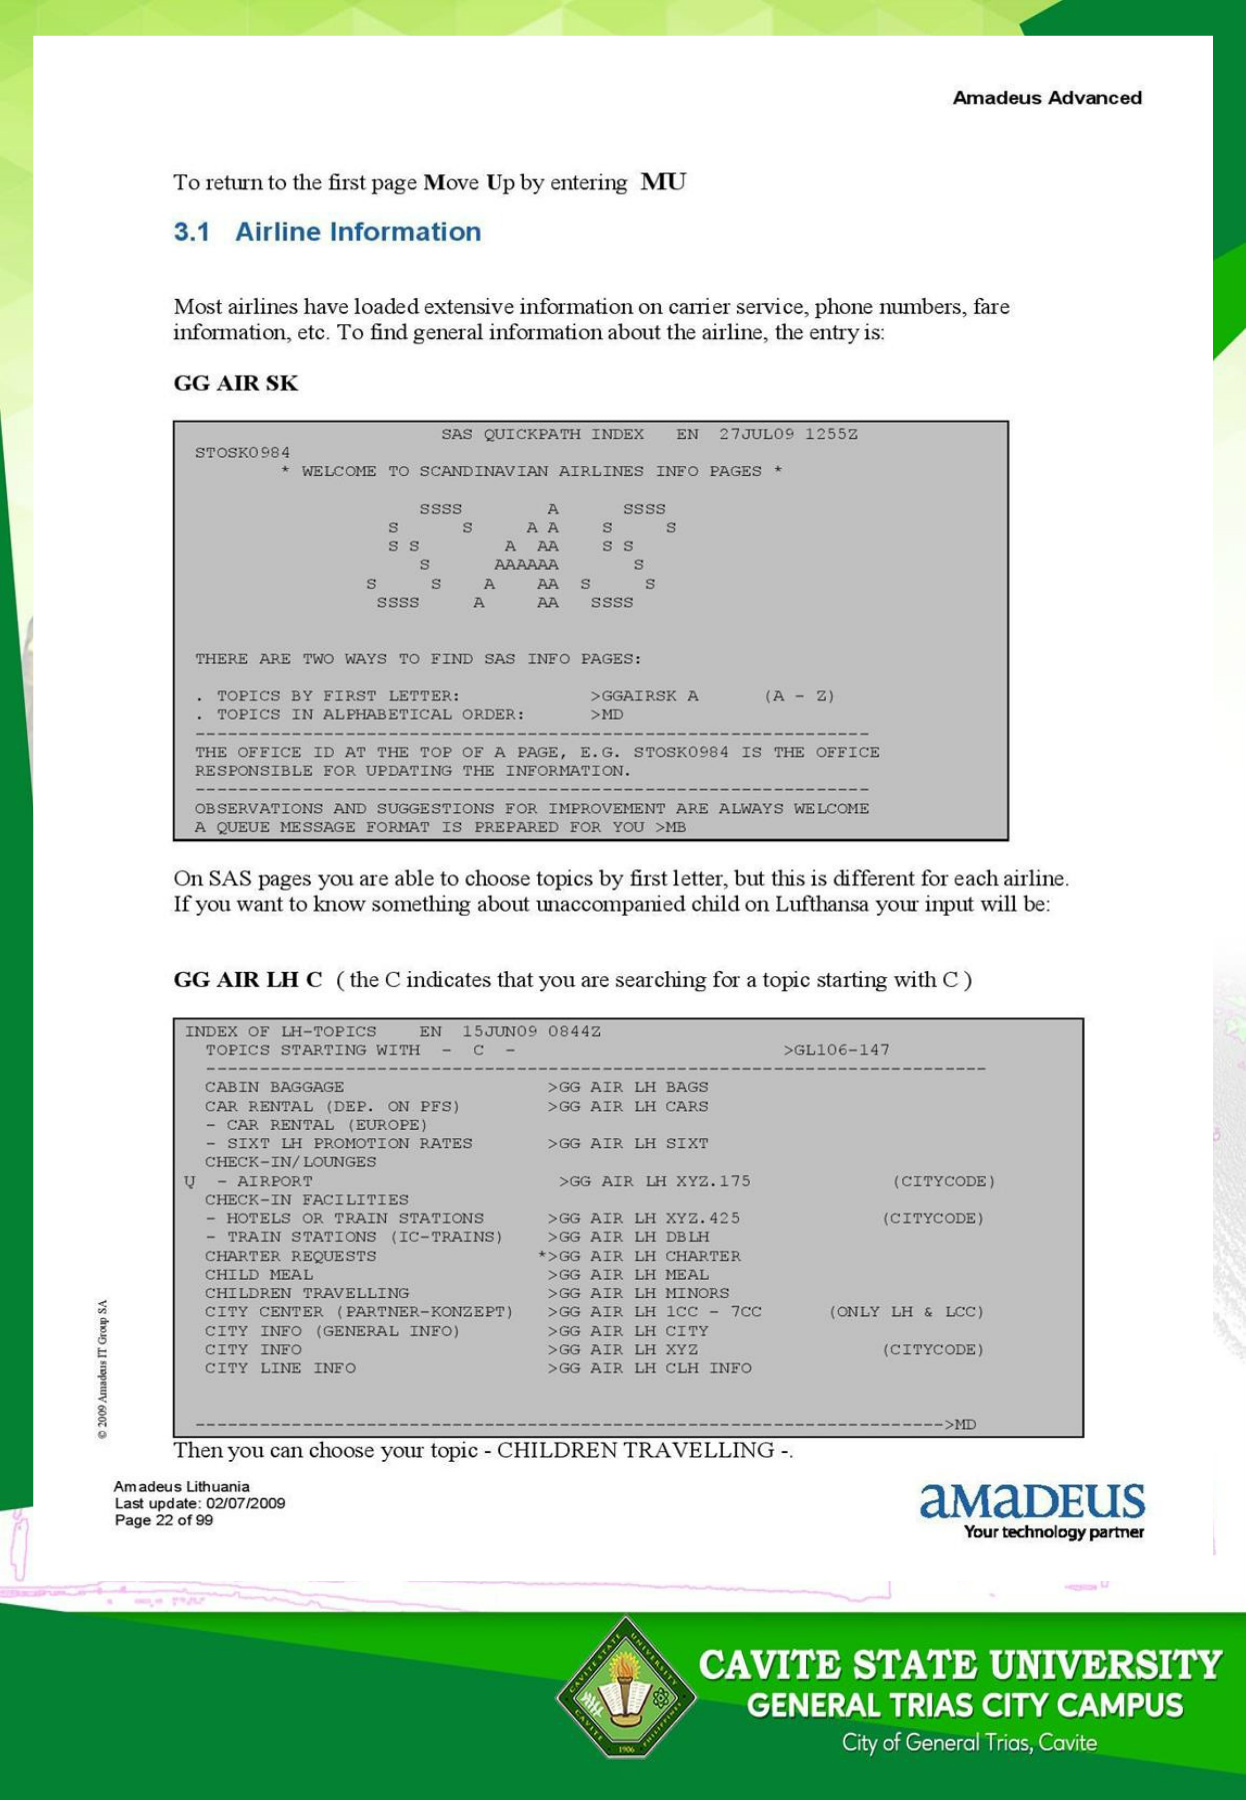 Amadeus Advanced
To return to the first page Move Up by entering MU
3.1 Airline Information
Most airlines have loaded extensive information on carrier service, phone numbers, fare
information, etc. To find general information about the airline, the entry is:
GG AIR SK
SAS QUICKPATH INDEX EN 27JUL09 1255Z
STOSK0984
* WELCOME TO SCANDINAVIAN AIRLINES INFO PAGES *
SSSS A SSSS
S S A A S S
S S A AA S S
S AAAAAA S
S S A AA S S
SSSS A AA SSSS
THERE ARE TWO WAYS TO FIND SAS INFO PAGES:
. TOPICS BY FIRST LETTER: >GGAIRSK A (A - Z)
. TOPICS IN ALPHABETICAL ORDER: >MD
---------------------------------------------------------------
THE OFFICE ID AT THE TOP OF A PAGE, E.G. STOSK0984 IS THE OFFICE
RESPONSIBLE FOR UPDATING THE INFORMATION.
---------------------------------------------------------------
OBSERVATIONS AND SUGGESTIONS FOR IMPROVEMENT ARE ALWAYS WELCOME
A QUEUE MESSAGE FORMAT IS PREPARED FOR YOU >MB
On SAS pages you are able to choose topics by first letter, but this is different for each airline.
If you want to know something about unaccompanied child on Lufthansa your input will be:
GG AIR LH C ( the C indicates that you are searching for a topic starting with C )
INDEX OF LH-TOPICS EN 15JUN09 0844Z
TOPICS STARTING WITH - C - >GL106-147
-------------------------------------------------------------------------
CABIN BAGGAGE >GG AIR LH BAGS
CAR RENTAL (DEP. ON PFS) >GG AIR LH CARS
- CAR RENTAL (EUROPE)
- SIXT LH PROMOTION RATES >GG AIR LH SIXT
CHECK-IN/LOUNGES
U - AIRPORT >GG AIR LH XYZ.175 (CITYCODE)
CHECK-IN FACILITIES
- HOTELS OR TRAIN STATIONS >GG AIR LH XYZ.425 (CITYCODE)
- TRAIN STATIONS (IC-TRAINS) >GG AIR LH DBLH
CHARTER REQUESTS *>GG AIR LH CHARTER
CHILD MEAL >GG AIR LH MEAL
CHILDREN TRAVELLING >GG AIR LH MINORS
CITY CENTER (PARTNER-KONZEPT) >GG AIR LH 1CC - 7CC (ONLY LH & LCC)
CITY INFO (GENERAL INFO) >GG AIR LH CITY
CITY INFO >GG AIR LH XYZ (CITYCODE)
CITY LINE INFO >GG AIR LH CLH INFO
---------------------------------------------------------------------->MD
Then you can choose your topic - CHILDREN TRAVELLING -.
© 2009 Amadeus IT Group SA
Amadeus Lithuania
Last update: 02/07/2009
Page 22 of 99
aMaDEUS
Your technology partner
CAVITE STATE UNIVERSITY
CAVITE PHILIPPINES
1906
CAVITE STATE UNIVERSITY
GENERAL TRIAS CITY CAMPUS
City of General Trias, Cavite